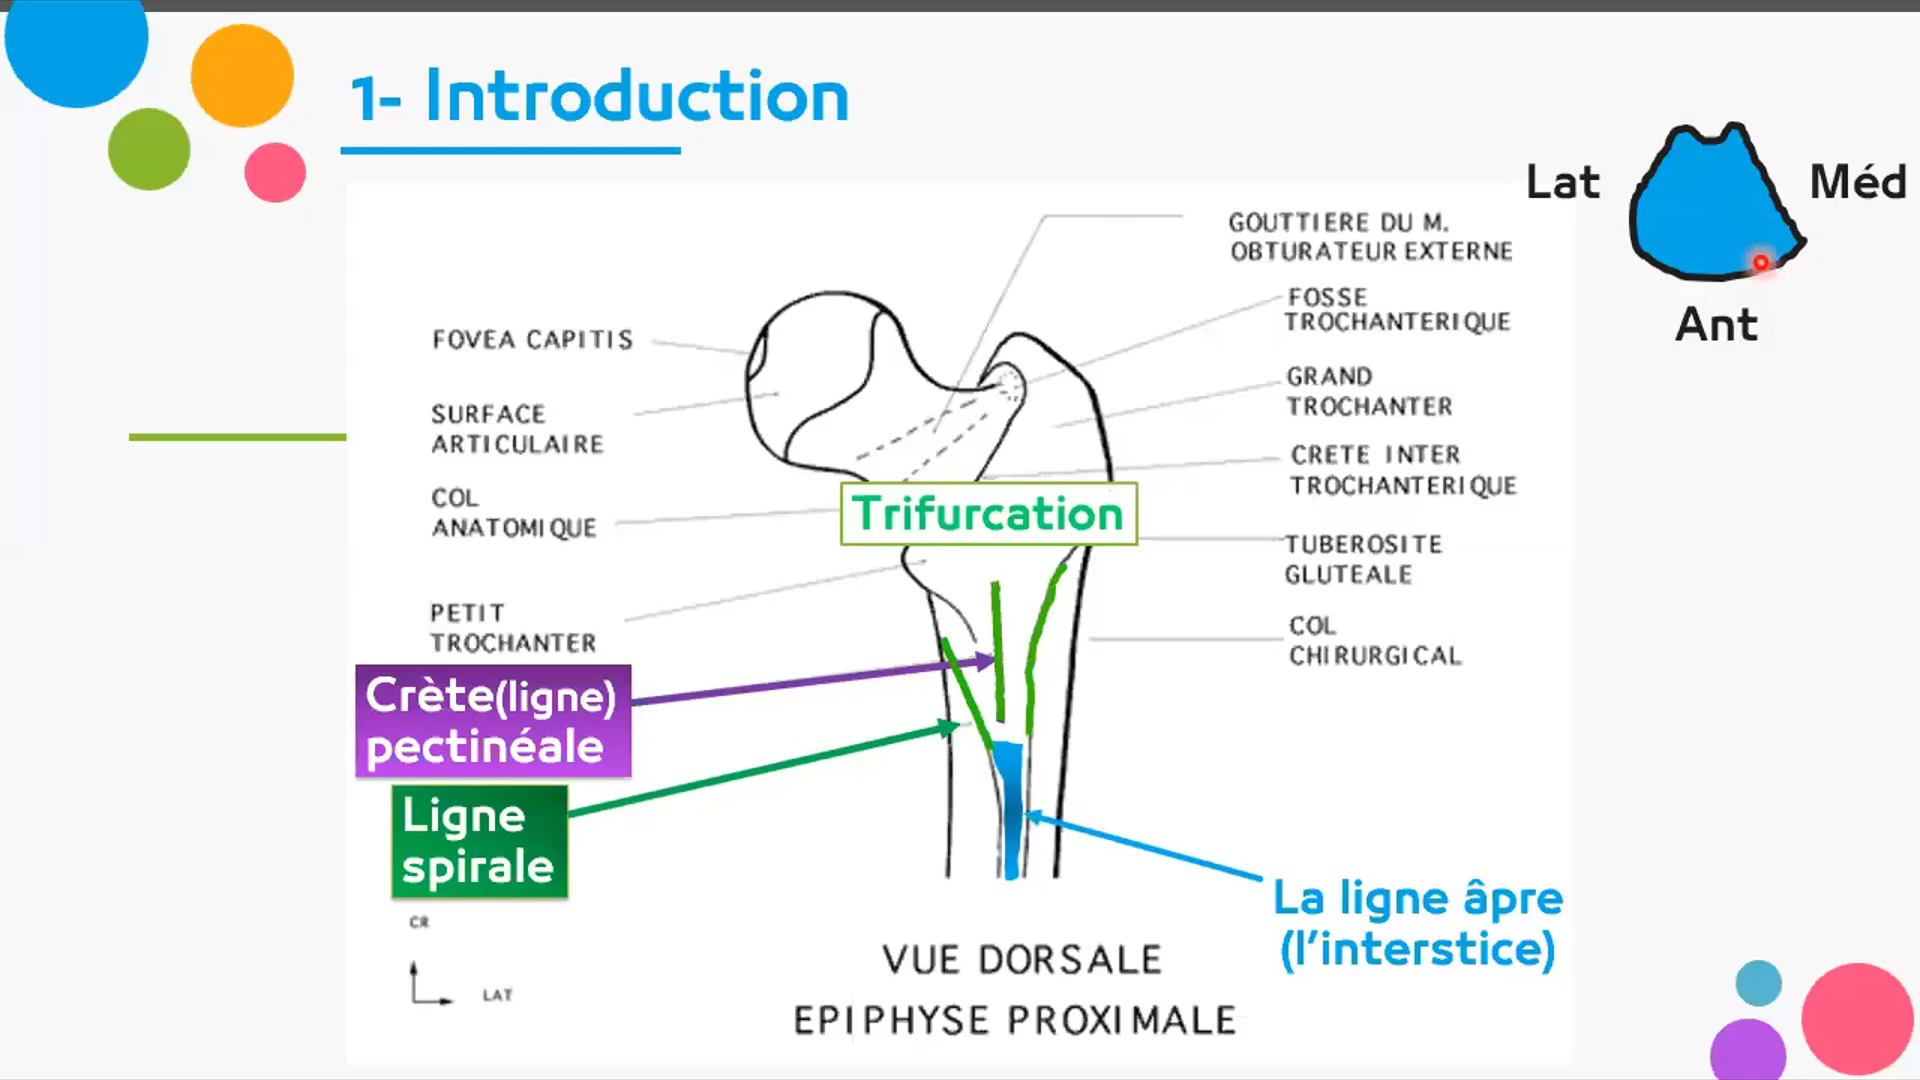 1- Introduction
Lat
Méd
Ant
GOUTTIERE DU M.
OBTURATEUR EXTERNE
FOSSE
TROCHANTERIQUE
GRAND
TROCHANTER
CRETE INTER
TROCHANTERIQUE
TUBEROSITE
GLUTEALE
COL
CHIRURGICAL
FOVEA CAPITIS
SURFACE
ARTICULAIRE
COL
ANATOMIQUE
PETIT
TROCHANTER
Trifurcation
Crète(ligne)
pectinéale
Ligne
spirale
La ligne âpre
(l’interstice)
CR
LAT
VUE DORSALE
EPIPHYSE PROXIMALE